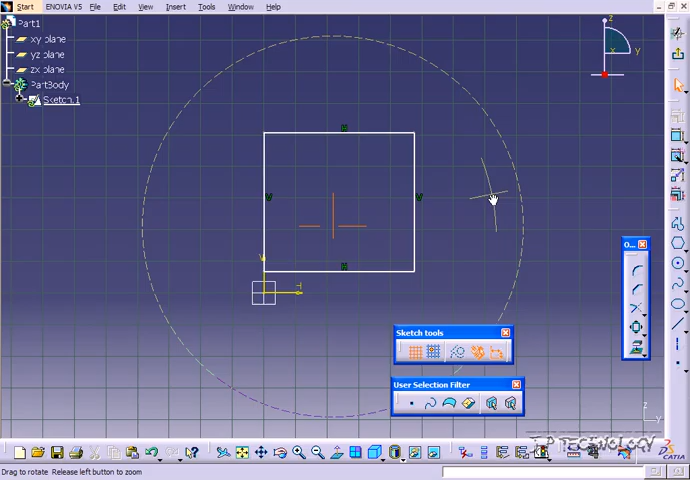 Start ENOVIA V5 File Edit View Insert Tools Window Help
Part1
xy plane
yz plane
zx plane
PartBody
Sketch.1
z
x
y
H
V
V
H
V
H
O...
Sketch tools
User Selection Filter
z
y
J.P TECHNOLOGY
CATIA
Drag to rotate Release left button to zoom